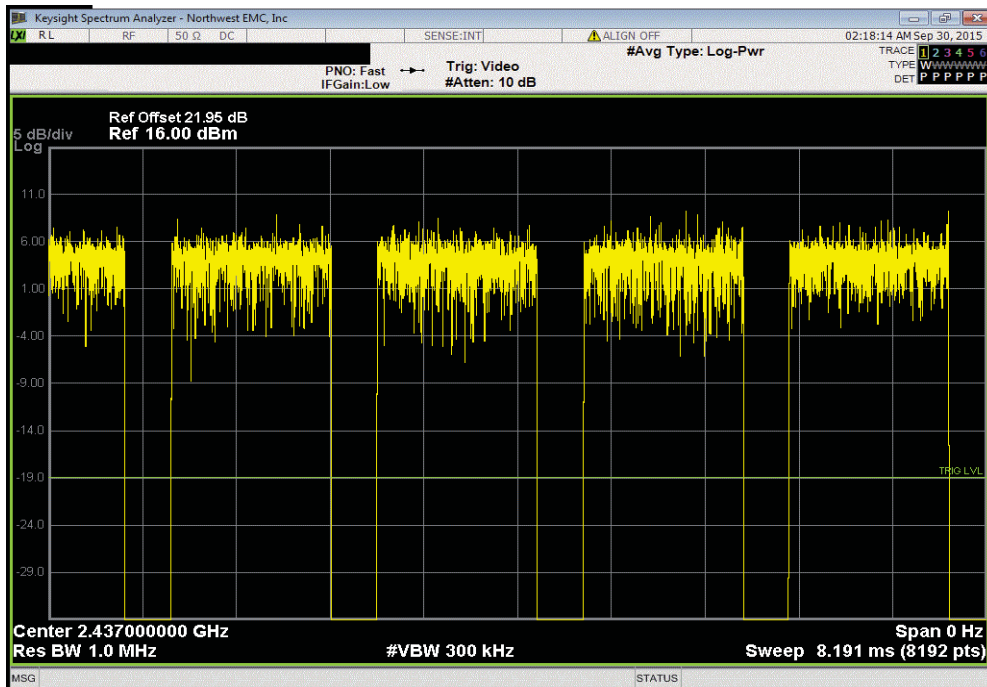 Keysight Spectrum Analyzer - Northwest EMC, Inc
LXI RL RF 50 Ω DC SENSE:INT ALIGN OFF 02:18:14 AM Sep 30, 2015
#Avg Type: Log-Pwr TRACE 1 2 3 4 5 6
PNO: Fast Trig: Video TYPE WWWWWW
IFGain:Low #Atten: 10 dB DET P P P P P P
Ref Offset 21.95 dB
5 dB/div Ref 16.00 dBm
Log
11.0
6.00
1.00
-4.00
-9.00
-14.0
-19.0
TRIG LVL
-24.0
-29.0
Center 2.437000000 GHz Span 0 Hz
Res BW 1.0 MHz #VBW 300 kHz Sweep 8.191 ms (8192 pts)
MSG STATUS